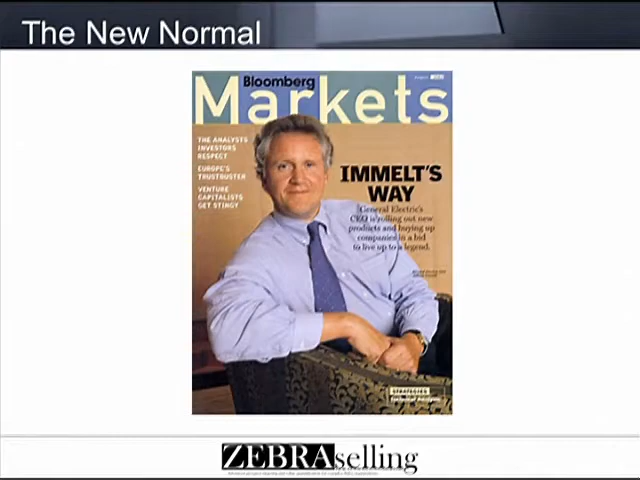 The New Normal
Bloomberg
Markets
THE ANALYSTS
INVESTORS
RESPECT
EUROPE'S
TRUSTBUSTER
VENTURE
CAPITALISTS
GET STINGY
IMMELT'S
WAY
General Electric's
CEO is rolling out new
products and buying up
companies in a bid
to live up to a legend.
STRATEGIES
ZEBRAselling